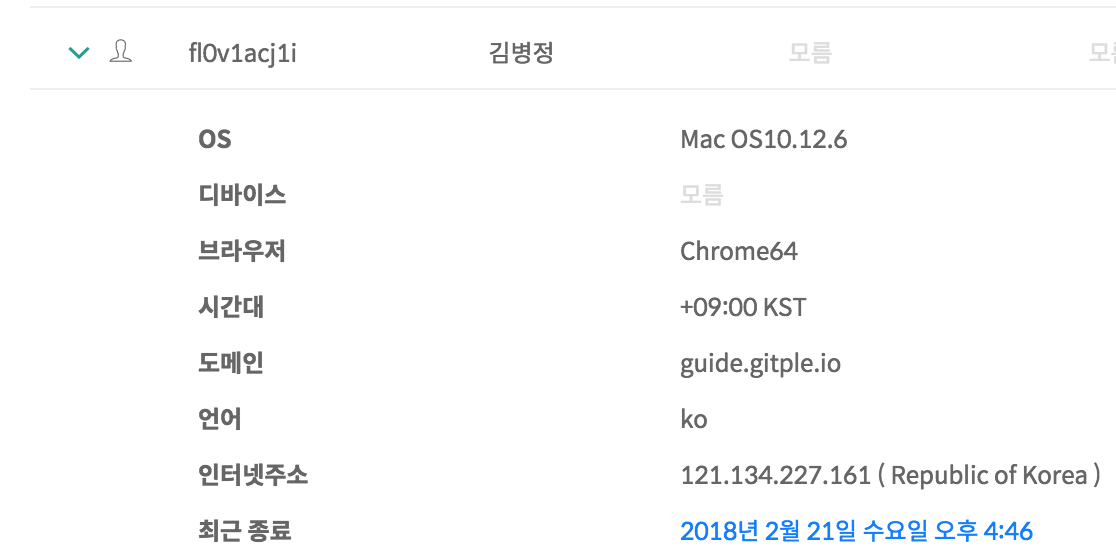 fl0v1acj1i 김병정 모름
OS Mac OS10.12.6
디바이스 모름
브라우저 Chrome64
시간대 +09:00 KST
도메인 guide.gitple.io
언어 ko
인터넷주소 121.134.227.161 ( Republic of Korea )
최근 종료 2018년 2월 21일 수요일 오후 4:46